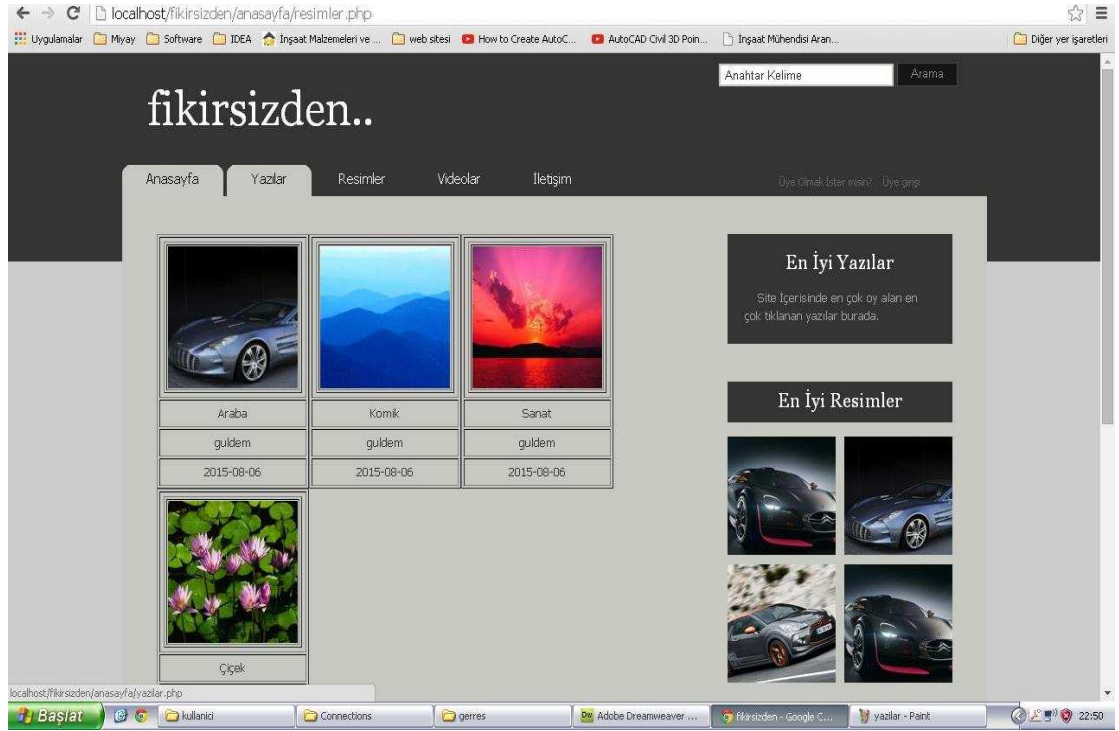 localhost/fikirsizden/anasayfa/resimler.php
Uygulamalar Miyay Software IDEA İnşaat Malzemeleri ve ... web sitesi How to Create AutoC... AutoCAD Civil 3D Poin... İnşaat Mühendisi Aran... Diğer yer işaretleri
Anahtar Kelime Arama
fikirsizden..
Anasayfa Yazılar Resimler Videolar İletişim
Üye Olmak İster misin? Üye girişi
En İyi Yazılar
Site İçerisinde en çok oy alan en
çok tıklanan yazılar burada.
En İyi Resimler
Araba Komik Sanat
guldem guldem guldem
2015-08-06 2015-08-06 2015-08-06
Çiçek
localhost/fikirsizden/anasayfa/yazilar.php
Başlat kullanici Connections gerres Adobe Dreamweaver ... fikirsizden - Google C... yazilar - Paint 22:50